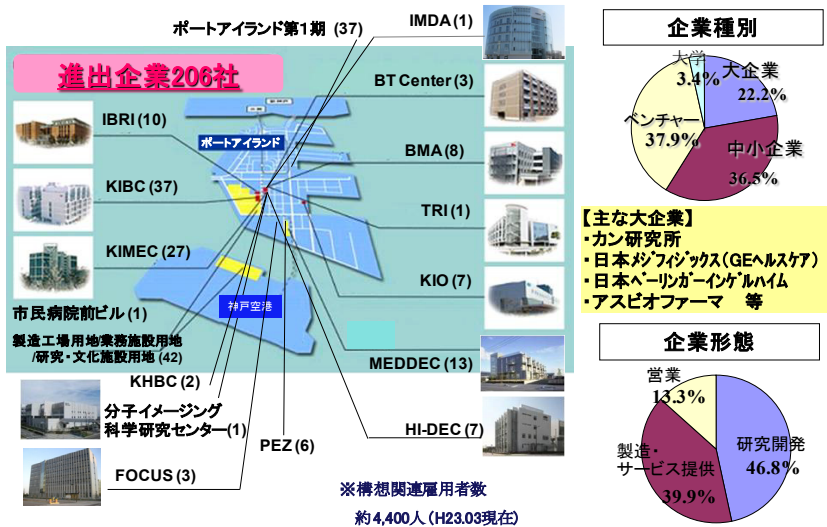 ポートアイランド第1期 (37)
IMDA (1)
進出企業206社
BT Center (3)
IBRI (10)
ポートアイランド
BMA (8)
KIBC (37)
TRI (1)
KIMEC (27)
KIO (7)
市民病院前ビル (1)
神戸空港
製造工場用地/業務施設用地
/研究・文化施設用地 (42)
MEDDEC (13)
KHBC (2)
分子イメージング
科学研究センター(1)
HI-DEC (7)
PEZ (6)
FOCUS (3)
※構想関連雇用者数
約4,400人(H23.03現在)
企業種別
大学
3.4%
大企業
22.2%
ベンチャー
37.9%
中小企業
36.5%
【主な大企業】
・カン研究所
・日本メジフィジックス(GEヘルスケア)
・日本ベーリンガーインゲルハイム
・アスビオファーマ 等
企業形態
営業
13.3%
研究開発
46.8%
製造・
サービス提供
39.9%